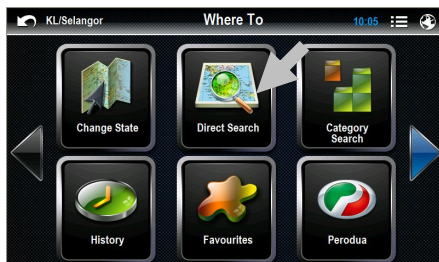 KL/Selangor
Where To
10:05
Change State
Direct Search
Category
Search
History
Favourites
Perodua